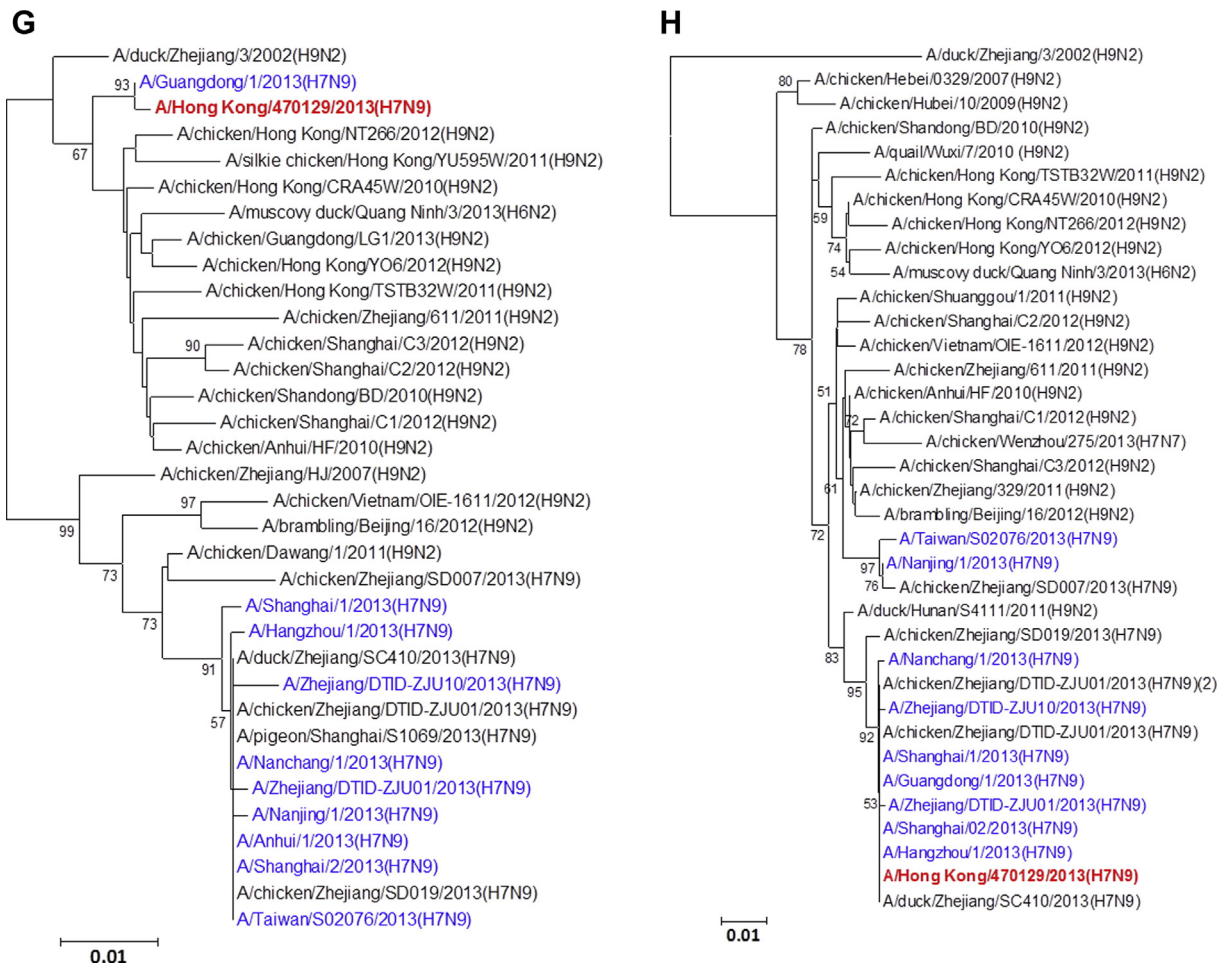 G
A/duck/Zhejiang/3/2002(H9N2)
93
A/Guangdong/1/2013(H7N9)
A/Hong Kong/470129/2013(H7N9)
A/chicken/Hong Kong/NT266/2012(H9N2)
67
A/silkie chicken/Hong Kong/YU595W/2011(H9N2)
A/chicken/Hong Kong/CRA45W/2010(H9N2)
A/muscovy duck/Quang Ninh/3/2013(H6N2)
A/chicken/Guangdong/LG1/2013(H9N2)
A/chicken/Hong Kong/YO6/2012(H9N2)
A/chicken/Hong Kong/TSTB32W/2011(H9N2)
A/chicken/Zhejiang/611/2011(H9N2)
90
A/chicken/Shanghai/C3/2012(H9N2)
A/chicken/Shanghai/C2/2012(H9N2)
A/chicken/Shandong/BD/2010(H9N2)
A/chicken/Shanghai/C1/2012(H9N2)
A/chicken/Anhui/HF/2010(H9N2)
A/chicken/Zhejiang/HJ/2007(H9N2)
97
A/chicken/Vietnam/OIE-1611/2012(H9N2)
99
A/brambling/Beijing/16/2012(H9N2)
A/chicken/Dawang/1/2011(H9N2)
73
A/chicken/Zhejiang/SD007/2013(H7N9)
A/Shanghai/1/2013(H7N9)
73
A/Hangzhou/1/2013(H7N9)
A/duck/Zhejiang/SC410/2013(H7N9)
91
A/Zhejiang/DTID-ZJU10/2013(H7N9)
A/chicken/Zhejiang/DTID-ZJU01/2013(H7N9)
57
A/pigeon/Shanghai/S1069/2013(H7N9)
A/Nanchang/1/2013(H7N9)
A/Zhejiang/DTID-ZJU01/2013(H7N9)
A/Nanjing/1/2013(H7N9)
A/Anhui/1/2013(H7N9)
A/Shanghai/2/2013(H7N9)
A/chicken/Zhejiang/SD019/2013(H7N9)
A/Taiwan/S02076/2013(H7N9)
0.01
H
A/duck/Zhejiang/3/2002(H9N2)
80
A/chicken/Hebei/0329/2007(H9N2)
A/chicken/Hubei/10/2009(H9N2)
A/chicken/Shandong/BD/2010(H9N2)
A/quail/Wuxi/7/2010 (H9N2)
A/chicken/Hong Kong/TSTB32W/2011(H9N2)
A/chicken/Hong Kong/CRA45W/2010(H9N2)
59
A/chicken/Hong Kong/NT266/2012(H9N2)
74
A/chicken/Hong Kong/YO6/2012(H9N2)
54
A/muscovy duck/Quang Ninh/3/2013(H6N2)
A/chicken/Shuanggou/1/2011(H9N2)
A/chicken/Shanghai/C2/2012(H9N2)
78
A/chicken/Vietnam/OIE-1611/2012(H9N2)
A/chicken/Zhejiang/611/2011(H9N2)
51
A/chicken/Anhui/HF/2010(H9N2)
72
A/chicken/Shanghai/C1/2012(H9N2)
A/chicken/Wenzhou/275/2013(H7N7)
A/chicken/Shanghai/C3/2012(H9N2)
61
A/chicken/Zhejiang/329/2011(H9N2)
A/brambling/Beijing/16/2012(H9N2)
72
A/Taiwan/S02076/2013(H7N9)
97
A/Nanjing/1/2013(H7N9)
76
A/chicken/Zhejiang/SD007/2013(H7N9)
A/duck/Hunan/S4111/2011(H9N2)
A/chicken/Zhejiang/SD019/2013(H7N9)
83
A/Nanchang/1/2013(H7N9)
A/chicken/Zhejiang/DTID-ZJU01/2013(H7N9)(2)
95
A/Zhejiang/DTID-ZJU10/2013(H7N9)
A/chicken/Zhejiang/DTID-ZJU01/2013(H7N9)
92
A/Shanghai/1/2013(H7N9)
A/Guangdong/1/2013(H7N9)
53
A/Zhejiang/DTID-ZJU01/2013(H7N9)
A/Shanghai/02/2013(H7N9)
A/Hangzhou/1/2013(H7N9)
A/Hong Kong/470129/2013(H7N9)
A/duck/Zhejiang/SC410/2013(H7N9)
0.01